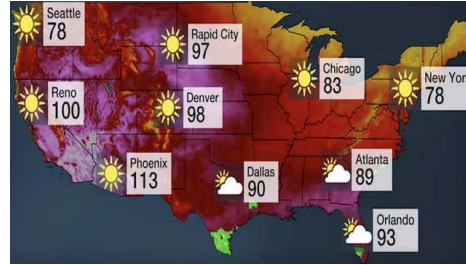 Seattle
78
Rapid City
97
Chicago
83
New Yor
78
Reno
100
Denver
98
Phoenix
113
Dallas
90
Atlanta
89
Orlando
93